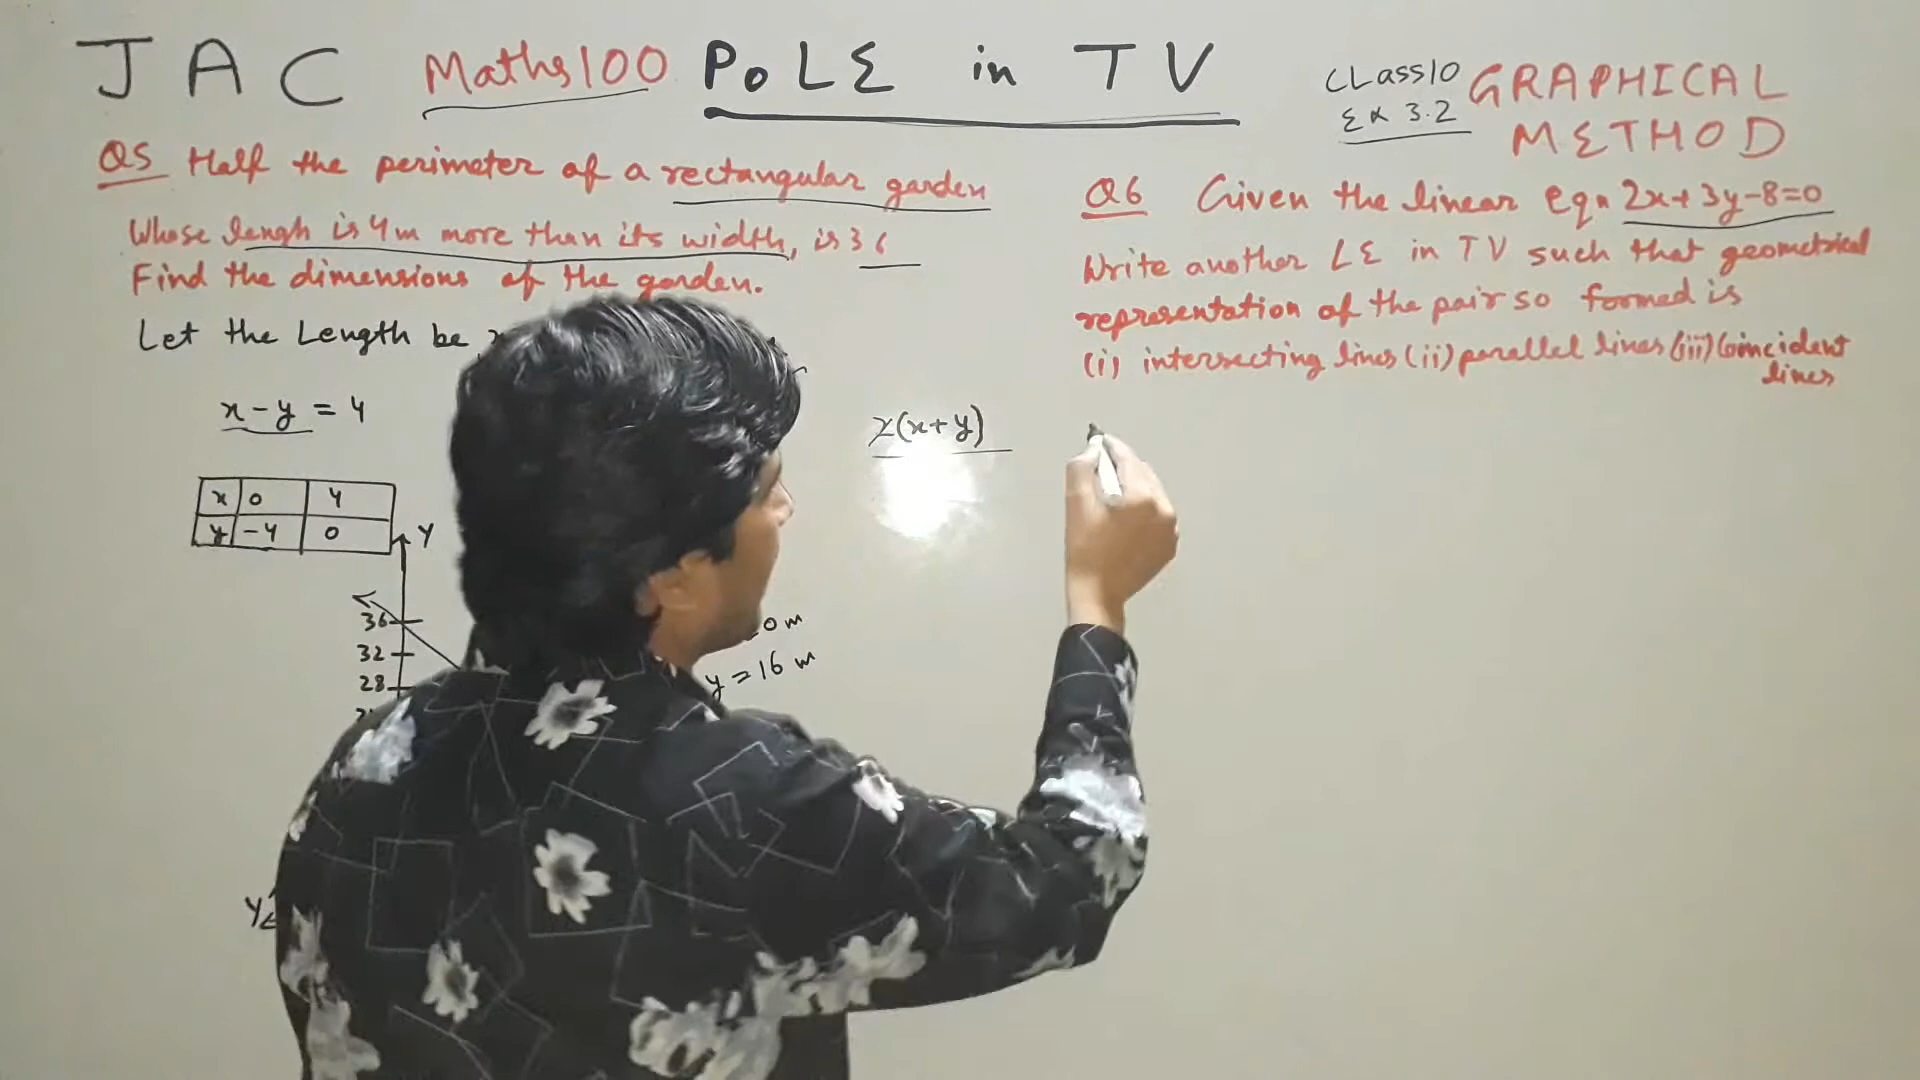 JAC Maths100 PoLE in TV
CLass10 GRAPHICAL
Ex 3.2 METHOD
Q5 Half the perimeter of a rectangular garden
Whose lengh is 4m more than its width, is 36
Find the dimensions of the garden.
Let the Length be
x - y = 4
x 0 4
y -4 0
Y
36
32
28
0 m
y = 16 m
2(x+y)
Q6 Given the linear Eqn 2x+3y-8=0
Write another LE in TV such that geometrical
representation of the pair so formed is
(i) intersecting lines (ii) parallel lines (iii) Coincident
lines